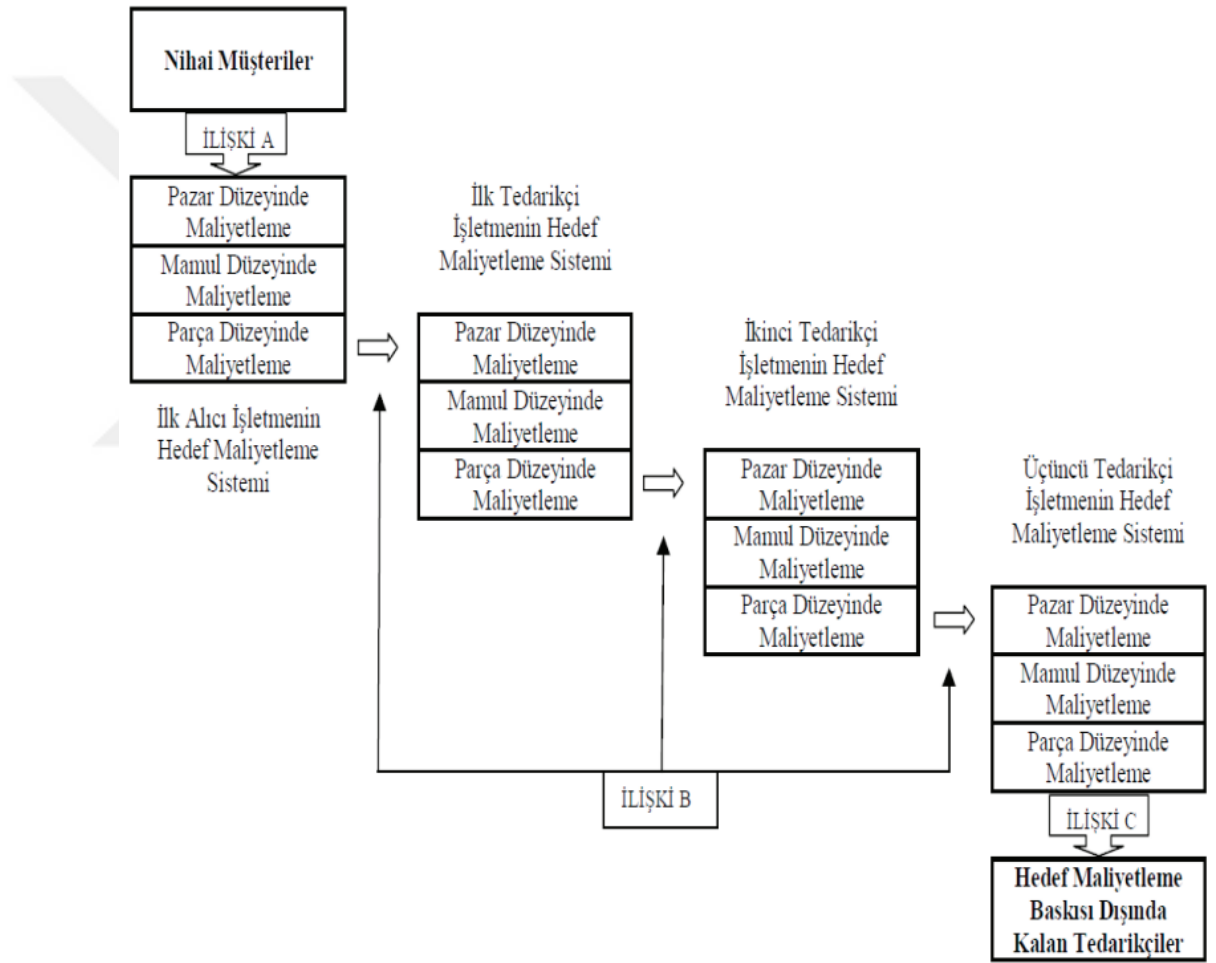 Nihai Müşteriler
İLİŞKİ A
Pazar Düzeyinde
Maliyetleme
Mamul Düzeyinde
Maliyetleme
Parça Düzeyinde
Maliyetleme
İlk Alıcı İşletmenin
Hedef Maliyetleme
Sistemi
İlk Tedarikçi
İşletmenin Hedef
Maliyetleme Sistemi
Pazar Düzeyinde
Maliyetleme
Mamul Düzeyinde
Maliyetleme
Parça Düzeyinde
Maliyetleme
İkinci Tedarikçi
İşletmenin Hedef
Maliyetleme Sistemi
Pazar Düzeyinde
Maliyetleme
Mamul Düzeyinde
Maliyetleme
Parça Düzeyinde
Maliyetleme
Üçüncü Tedarikçi
İşletmenin Hedef
Maliyetleme Sistemi
Pazar Düzeyinde
Maliyetleme
Mamul Düzeyinde
Maliyetleme
Parça Düzeyinde
Maliyetleme
İLİŞKİ B
İLİŞKİ C
Hedef Maliyetleme
Baskısı Dışında
Kalan Tedarikçiler